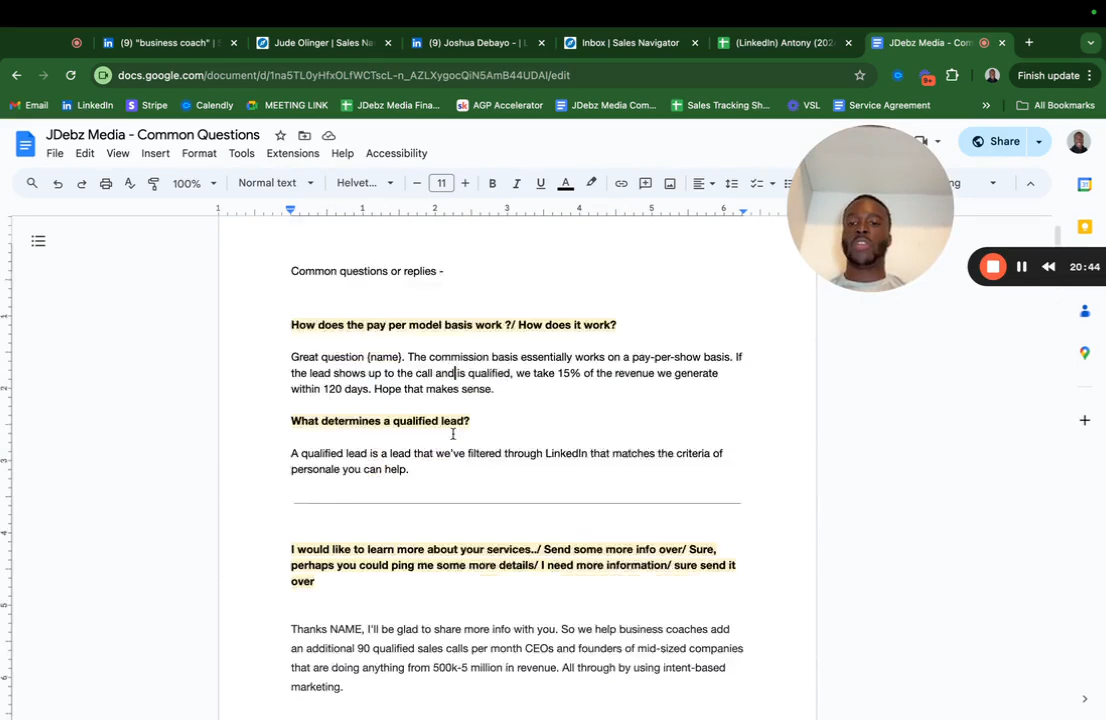 (9) "business coach" | S
Jude Olinger | Sales Na
(9) Joshua Debayo - | L
Inbox | Sales Navigator
(LinkedIn) Antony (202
JDebz Media - Com
docs.google.com/document/d/1na5TL0yHfxOLfWCTscL-n_AZLXygocQiN5AmB44UDAI/edit
9+
Finish update
Email
LinkedIn
Stripe
Calendly
MEETING LINK
JDebz Media Fina...
AGP Accelerator
JDebz Media Com...
Sales Tracking Sh...
VSL
Service Agreement
»
All Bookmarks
JDebz Media - Common Questions
File Edit View Insert Format Tools Extensions Help Accessibility
Share
100% Normal text Helvet... − 11 + B I U A
1 1 2 3 4 5 6
20:44
Common questions or replies -
How does the pay per model basis work ?/ How does it work?
Great question {name}. The commission basis essentially works on a pay-per-show basis. If
the lead shows up to the call and is qualified, we take 15% of the revenue we generate
within 120 days. Hope that makes sense.
What determines a qualified lead?
A qualified lead is a lead that we've filtered through LinkedIn that matches the criteria of
personale you can help.
I would like to learn more about your services../ Send some more info over/ Sure,
perhaps you could ping me some more details/ I need more information/ sure send it
over
Thanks NAME, I'll be glad to share more info with you. So we help business coaches add
an additional 90 qualified sales calls per month CEOs and founders of mid-sized companies
that are doing anything from 500k-5 million in revenue. All through by using intent-based
marketing.